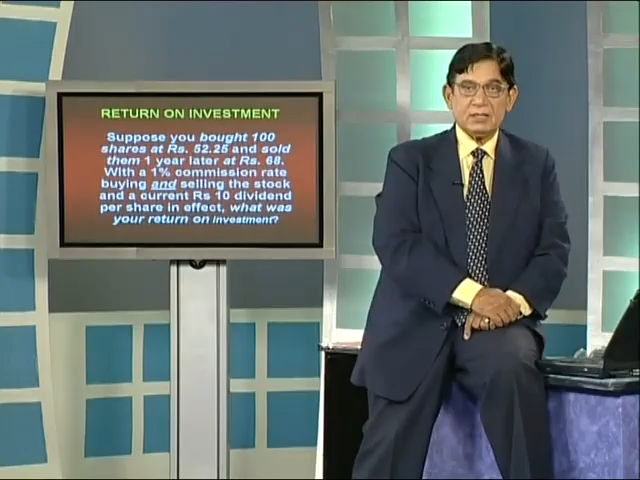 RETURN ON INVESTMENT
Suppose you bought 100
shares at Rs. 52.25 and sold
them 1 year later at Rs. 68.
With a 1% commission rate
buying and selling the stock
and a current Rs 10 dividend
per share in effect, what was
your return on investment?